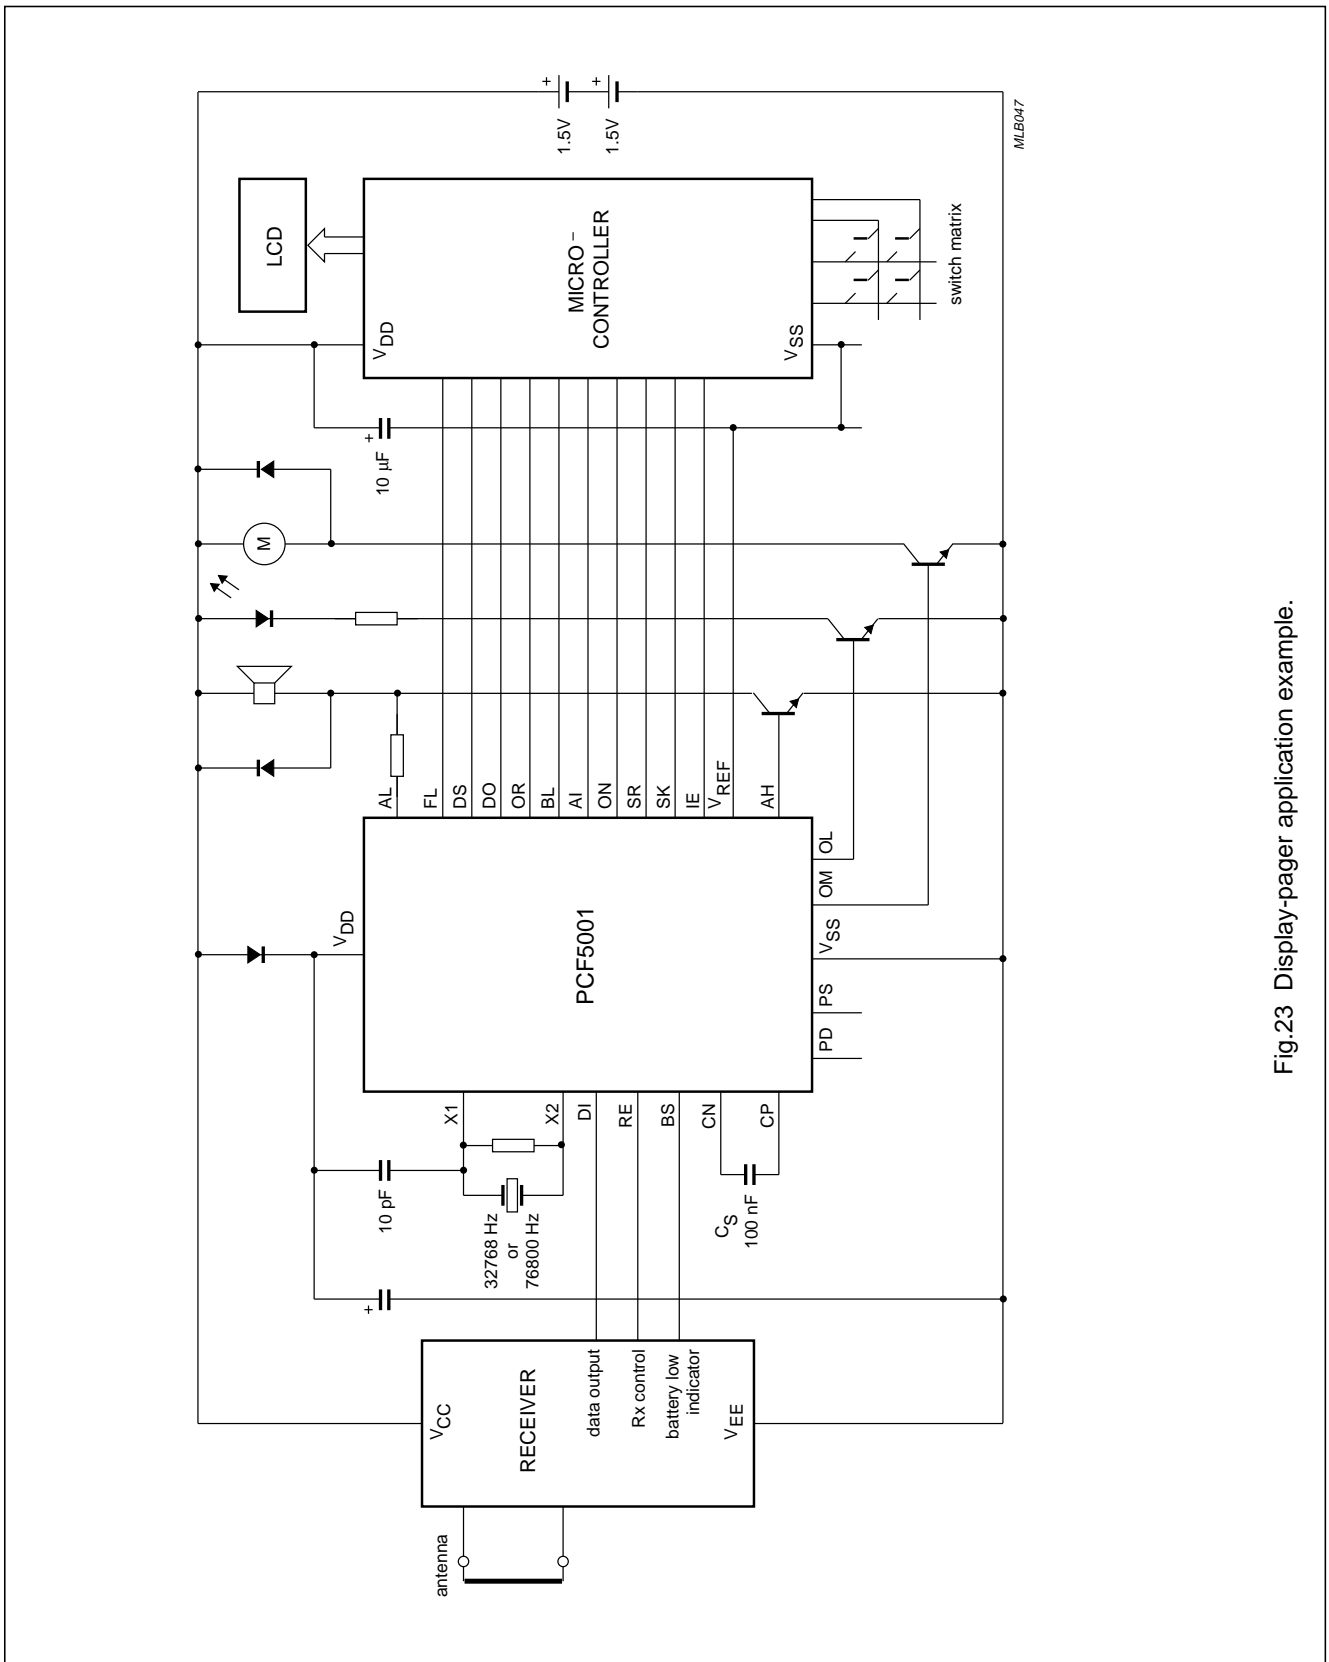 antenna
RECEIVER
VCC
data output
Rx control
battery low
indicator
VEE
+
10 pF
32768 Hz
or
76800 Hz
CS
100 nF
PCF5001
VDD
X1
X2
DI
RE
BS
CN
CP
PD
PS
VSS
OM
OL
AL
FL
DS
DO
OR
BL
AI
ON
SR
SK
IE
VREF
AH
M
+
10 µF
LCD
MICRO-
CONTROLLER
VDD
VSS
switch matrix
+
1.5V
+
1.5V
MLB047
Fig.23 Display-pager application example.